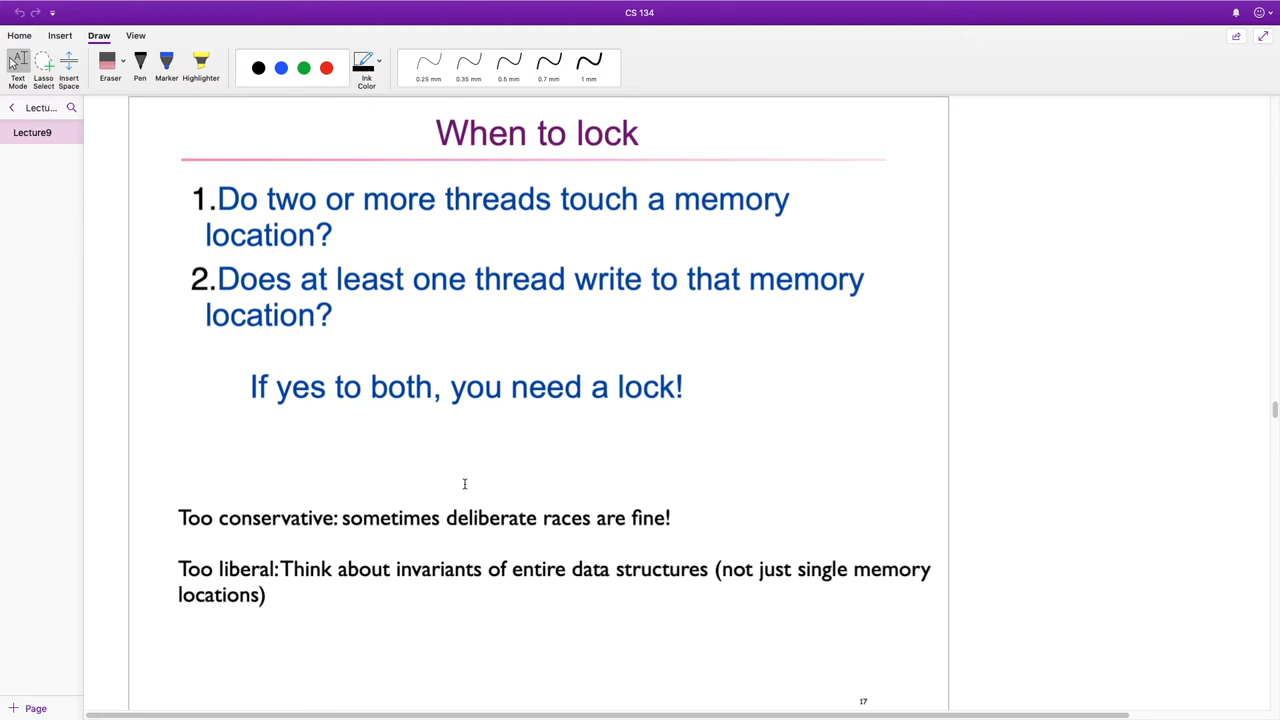 CS 134
Home
Insert
Draw
View
Text Mode
Lasso Select
Insert Space
Eraser
Pen
Marker
Highlighter
Ink Color
0.25 mm
0.35 mm
0.5 mm
0.7 mm
1 mm
Lectu...
Lecture9
When to lock
1.Do two or more threads touch a memory
location?
2.Does at least one thread write to that memory
location?
If yes to both, you need a lock!
Too conservative: sometimes deliberate races are fine!
Too liberal: Think about invariants of entire data structures (not just single memory
locations)
17
Page